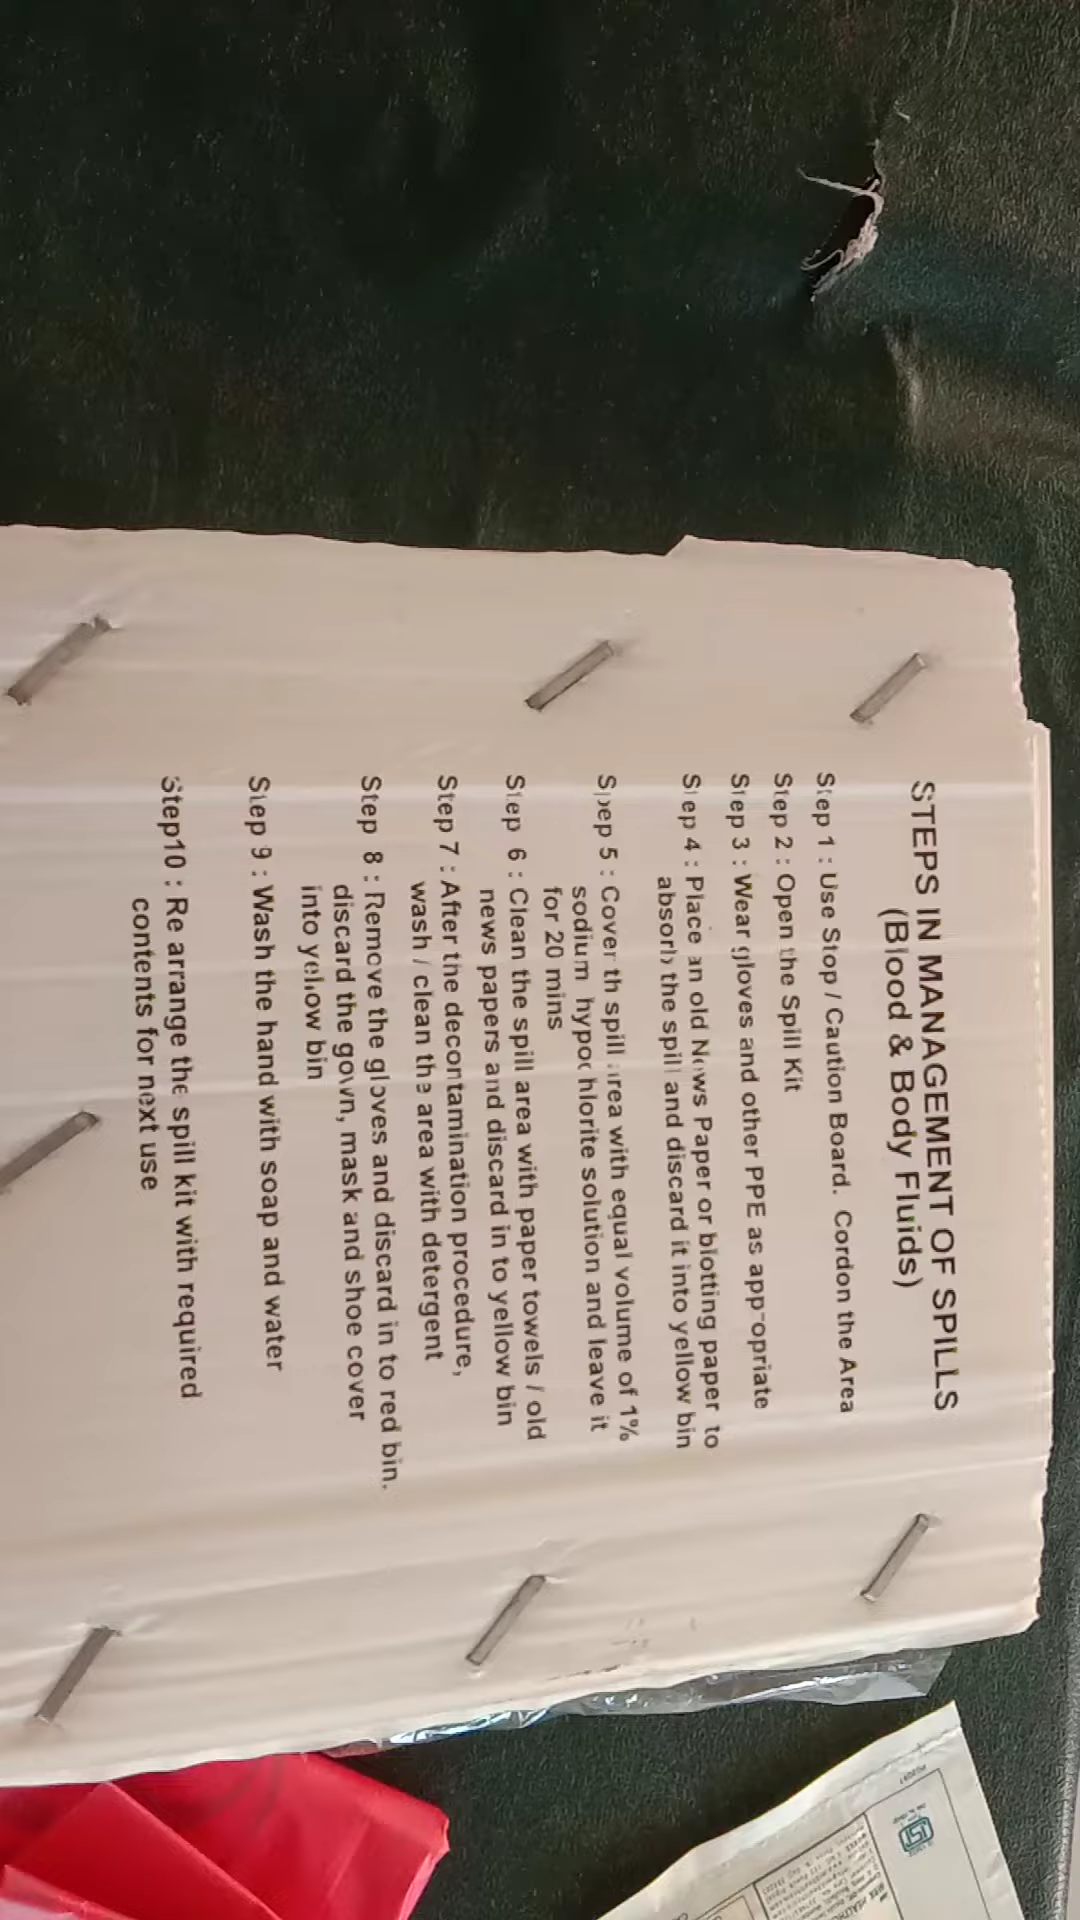 STEPS IN MANAGEMENT OF SPILLS
(Blood & Body Fluids)
Step 1 : Use Stop / Caution Board. Cordon the Area
Step 2 : Open the Spill Kit
Step 3 : Wear gloves and other PPE as appropriate
Step 4 : Place an old News Paper or blotting paper to
absorb the spill and discard it into yellow bin
Spep 5 : Cover th spill area with equal volume of 1%
sodium hypochlorite solution and leave it
for 20 mins
Step 6 : Clean the spill area with paper towels / old
news papers and discard in to yellow bin
Step 7 : After the decontamination procedure,
wash / clean the area with detergent
Step 8 : Remove the gloves and discard in to red bin.
discard the gown, mask and shoe cover
into yellow bin
Step 9 : Wash the hand with soap and water
Step10 : Re arrange the spill kit with required
contents for next use